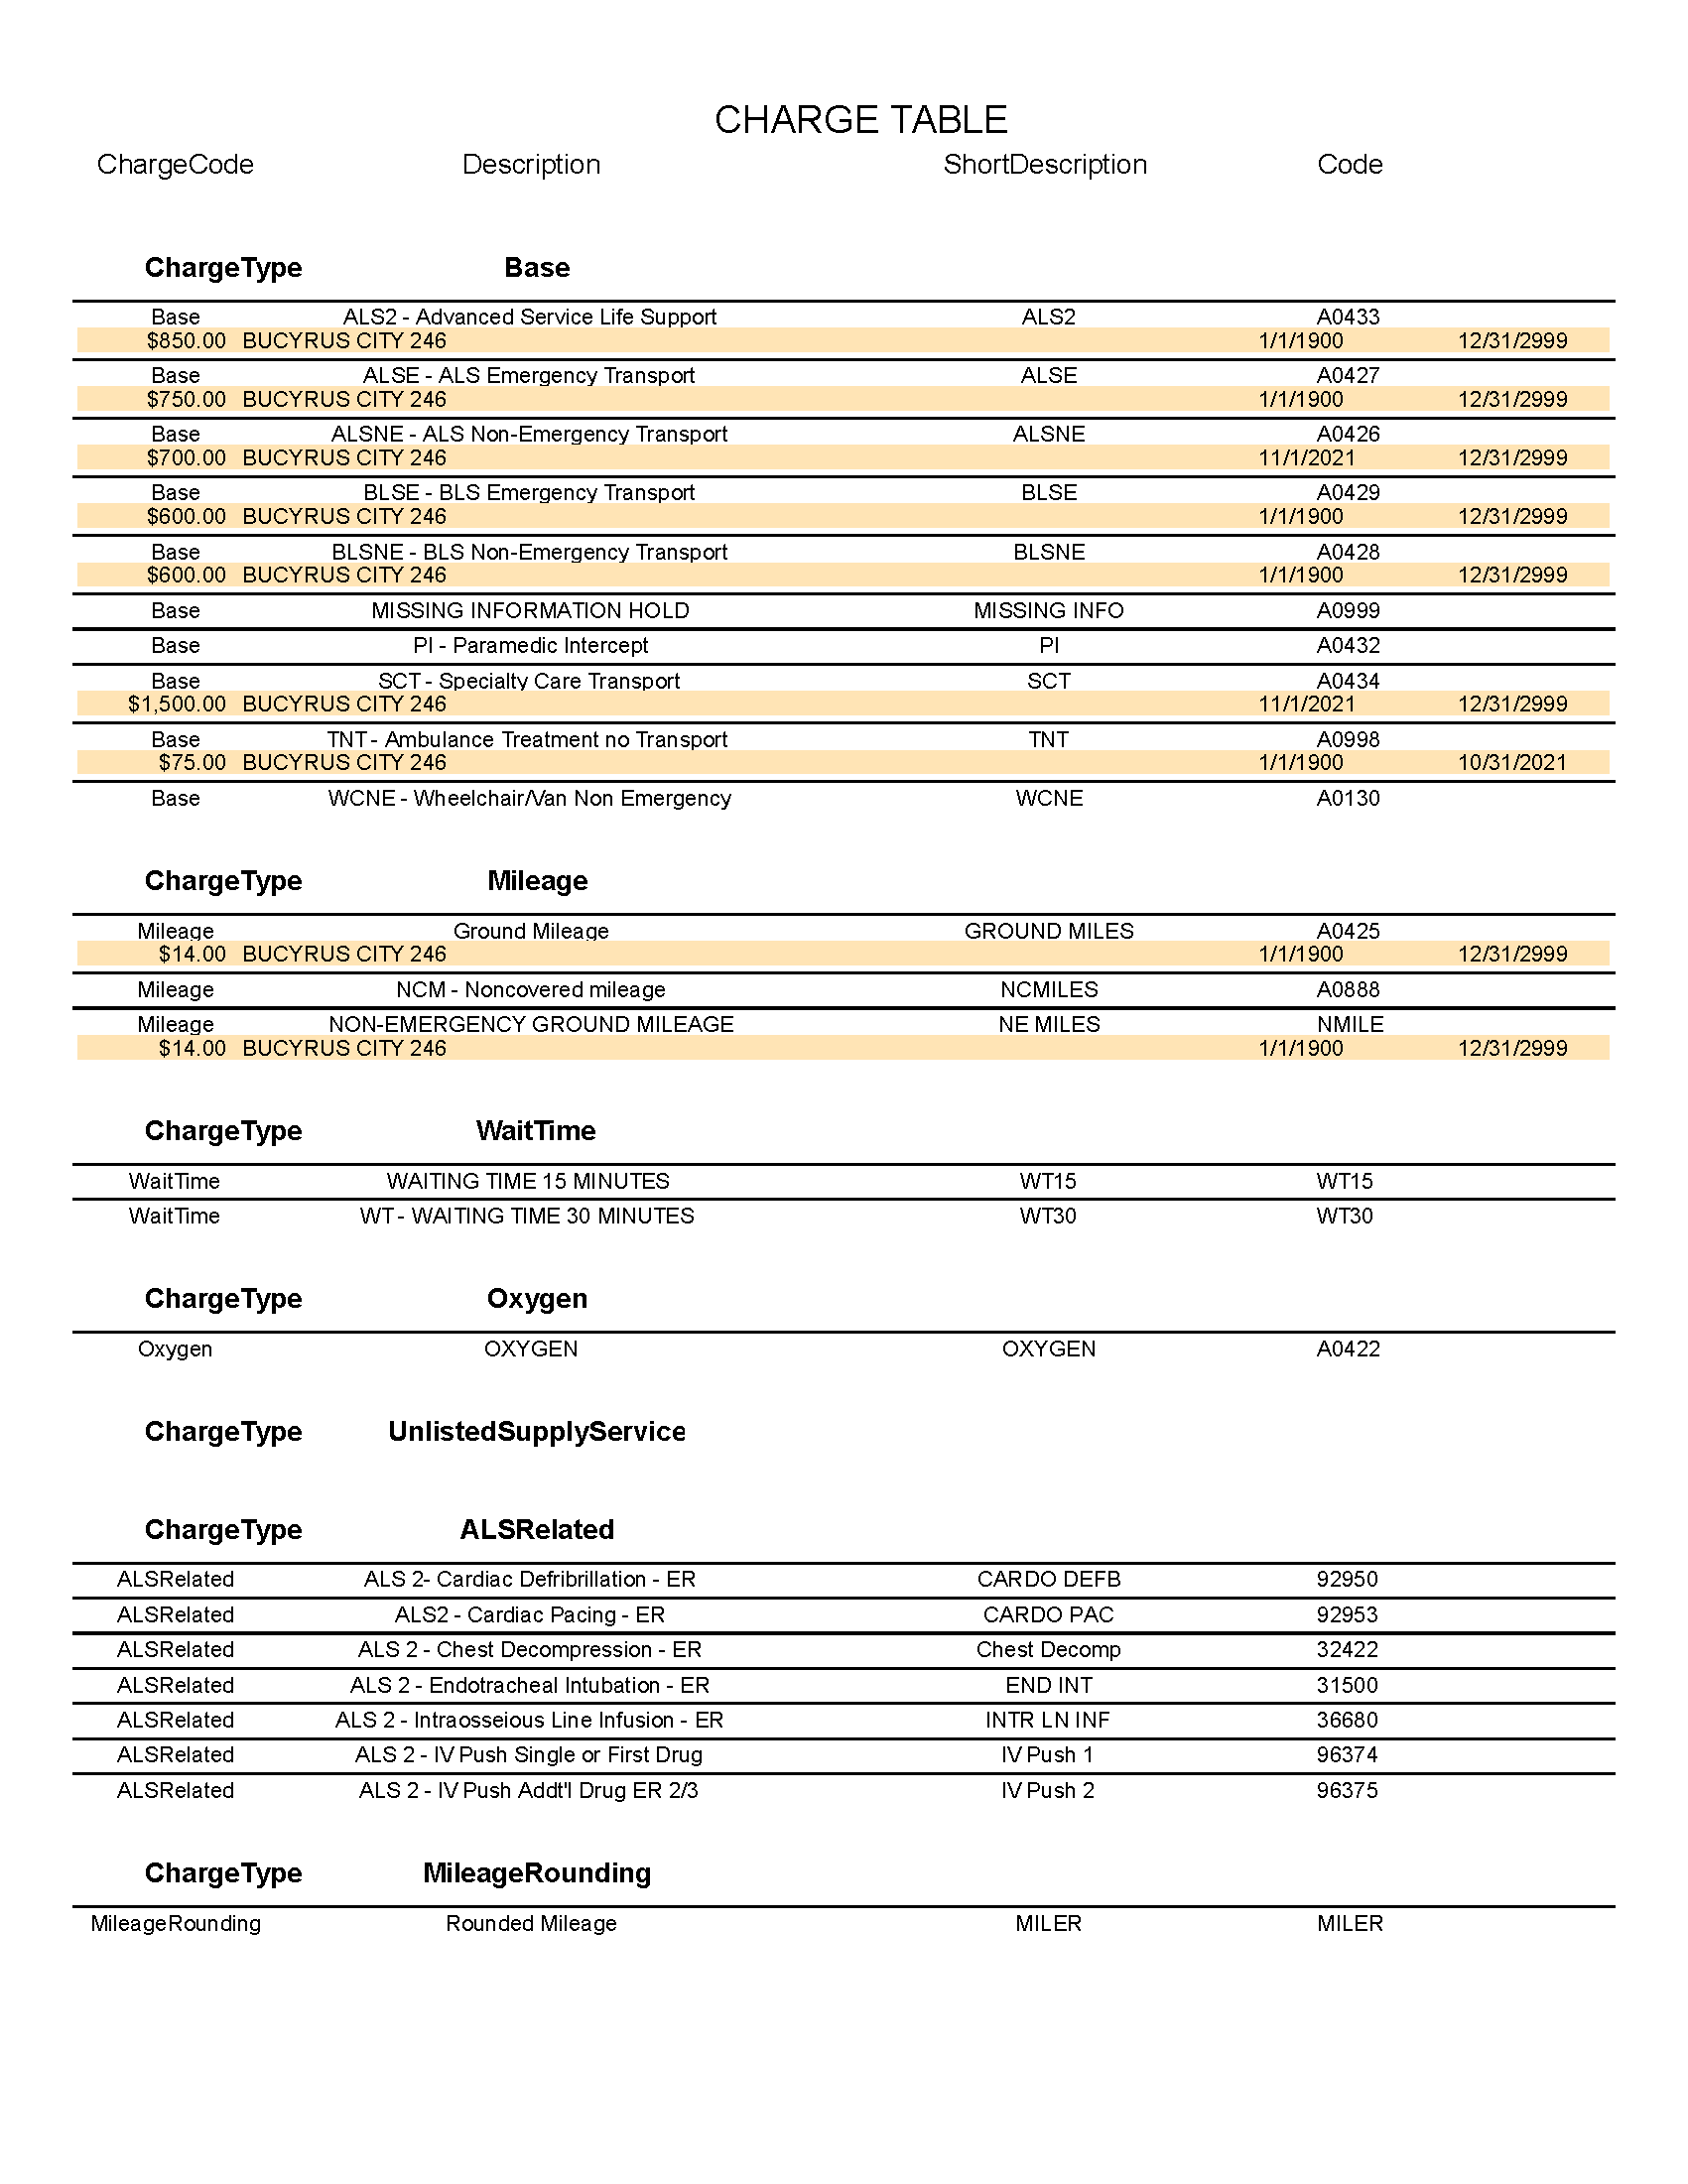 CHARGE TABLE
ChargeCode Description ShortDescription Code
ChargeType Base
Base ALS2 - Advanced Service Life Support ALS2 A0433
$850.00 BUCYRUS CITY 246 1/1/1900 12/31/2999
Base ALSE - ALS Emergency Transport ALSE A0427
$750.00 BUCYRUS CITY 246 1/1/1900 12/31/2999
Base ALSNE - ALS Non-Emergency Transport ALSNE A0426
$700.00 BUCYRUS CITY 246 11/1/2021 12/31/2999
Base BLSE - BLS Emergency Transport BLSE A0429
$600.00 BUCYRUS CITY 246 1/1/1900 12/31/2999
Base BLSNE - BLS Non-Emergency Transport BLSNE A0428
$600.00 BUCYRUS CITY 246 1/1/1900 12/31/2999
Base MISSING INFORMATION HOLD MISSING INFO A0999
Base PI - Paramedic Intercept PI A0432
Base SCT - Specialty Care Transport SCT A0434
$1,500.00 BUCYRUS CITY 246 11/1/2021 12/31/2999
Base TNT - Ambulance Treatment no Transport TNT A0998
$75.00 BUCYRUS CITY 246 1/1/1900 10/31/2021
Base WCNE - Wheelchair/Van Non Emergency WCNE A0130
ChargeType Mileage
Mileage Ground Mileage GROUND MILES A0425
$14.00 BUCYRUS CITY 246 1/1/1900 12/31/2999
Mileage NCM - Noncovered mileage NCMILES A0888
Mileage NON-EMERGENCY GROUND MILEAGE NE MILES NMILE
$14.00 BUCYRUS CITY 246 1/1/1900 12/31/2999
ChargeType WaitTime
WaitTime WAITING TIME 15 MINUTES WT15 WT15
WaitTime WT - WAITING TIME 30 MINUTES WT30 WT30
ChargeType Oxygen
Oxygen OXYGEN OXYGEN A0422
ChargeType UnlistedSupplyService
ChargeType ALSRelated
ALSRelated ALS 2- Cardiac Defribrillation - ER CARDO DEFB 92950
ALSRelated ALS2 - Cardiac Pacing - ER CARDO PAC 92953
ALSRelated ALS 2 - Chest Decompression - ER Chest Decomp 32422
ALSRelated ALS 2 - Endotracheal Intubation - ER END INT 31500
ALSRelated ALS 2 - Intraosseious Line Infusion - ER INTR LN INF 36680
ALSRelated ALS 2 - IV Push Single or First Drug IV Push 1 96374
ALSRelated ALS 2 - IV Push Addt'l Drug ER 2/3 IV Push 2 96375
ChargeType MileageRounding
MileageRounding Rounded Mileage MILER MILER